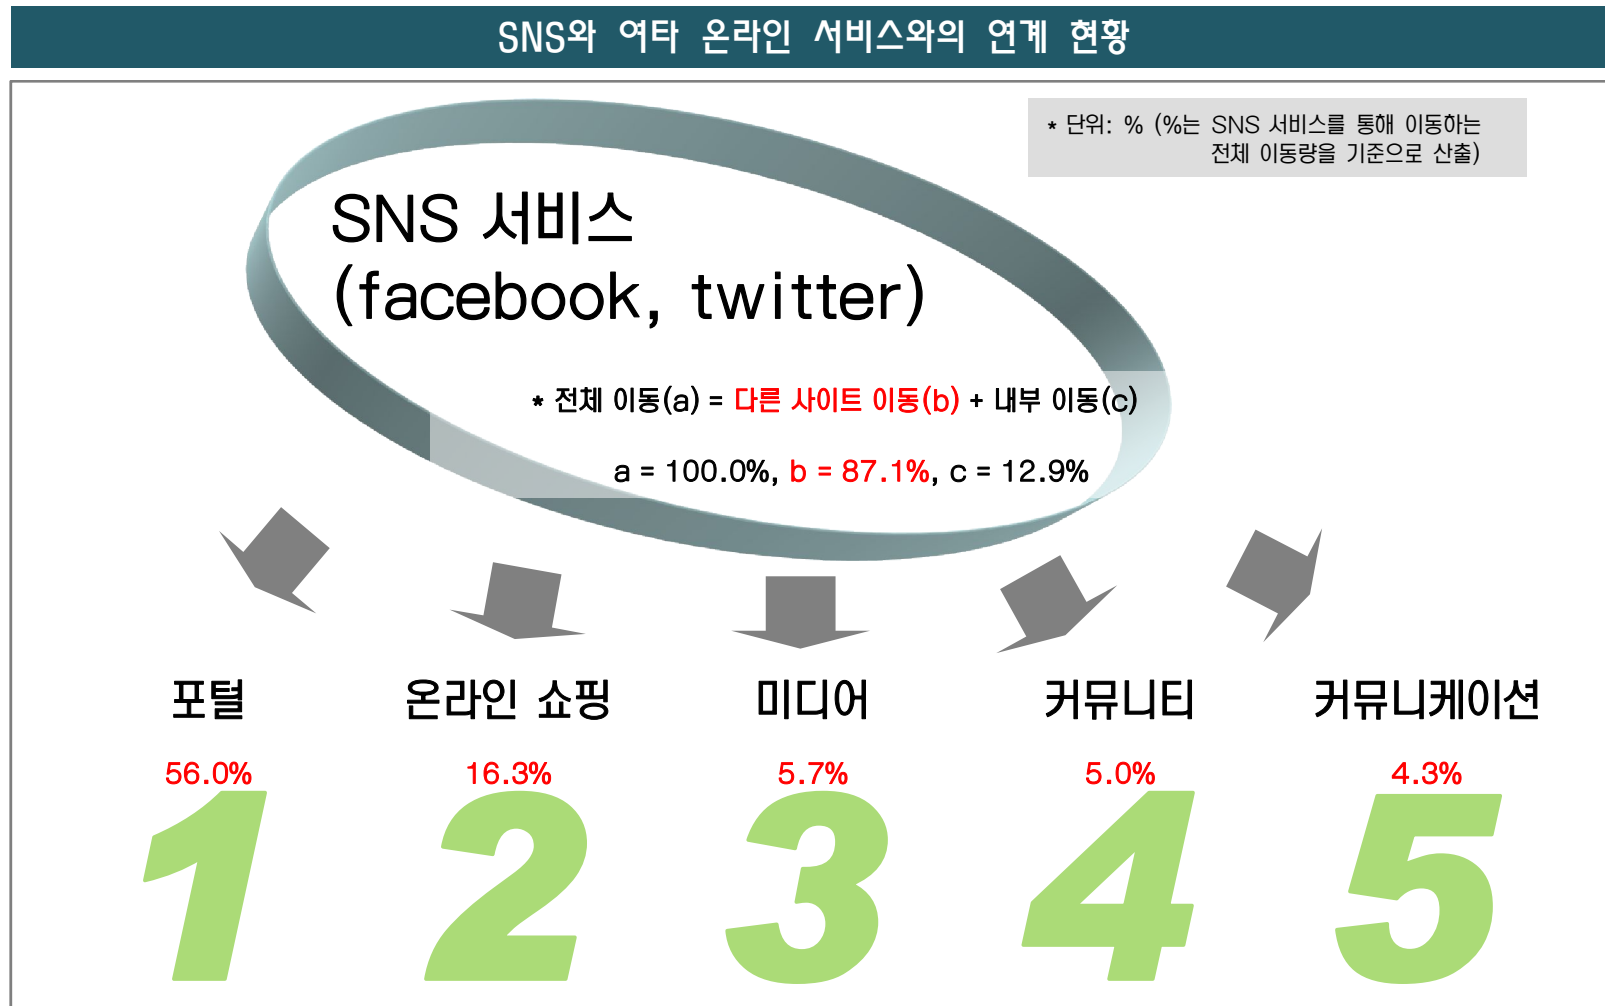 SNS와 여타 온라인 서비스와의 연계 현황
* 단위: % (%는 SNS 서비스를 통해 이동하는
전체 이동량을 기준으로 산출)
SNS 서비스
(facebook, twitter)
* 전체 이동(a) = 다른 사이트 이동(b) + 내부 이동(c)
a = 100.0%, b = 87.1%, c = 12.9%
포털 온라인 쇼핑 미디어 커뮤니티 커뮤니케이션
56.0% 16.3% 5.7% 5.0% 4.3%
1 2 3 4 5